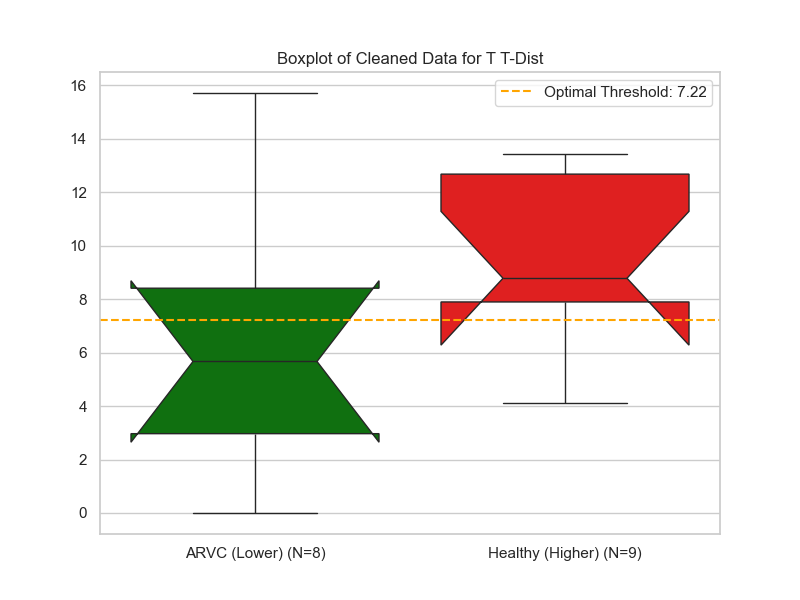 Boxplot of Cleaned Data for T T-Dist
Optimal Threshold: 7.22
16
14
12
10
8
6
4
2
0
ARVC (Lower) (N=8)
Healthy (Higher) (N=9)